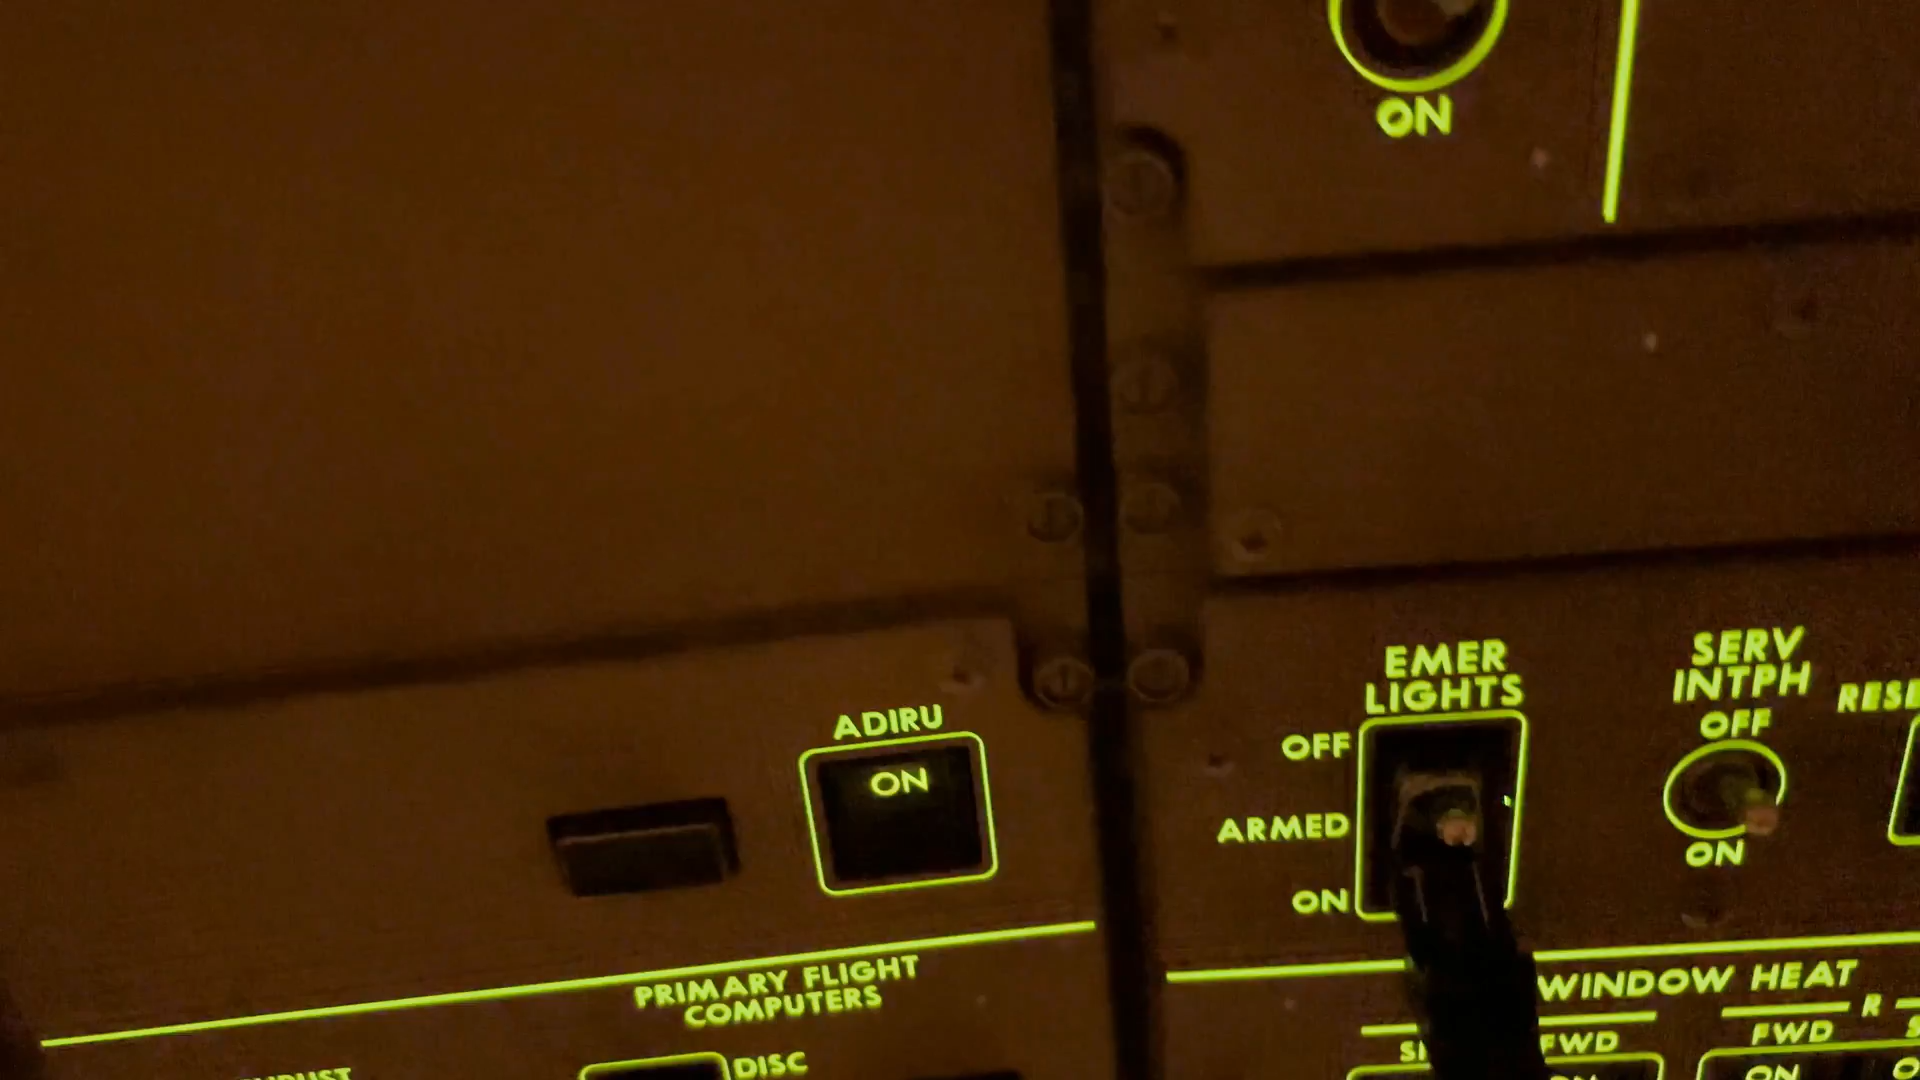 ON
ADIRU
ON
PRIMARY FLIGHT
COMPUTERS
DISC
EMER
LIGHTS
OFF
ARMED
ON
SERV
INTPH
OFF
ON
WINDOW HEAT
R
FWD
FWD
ON